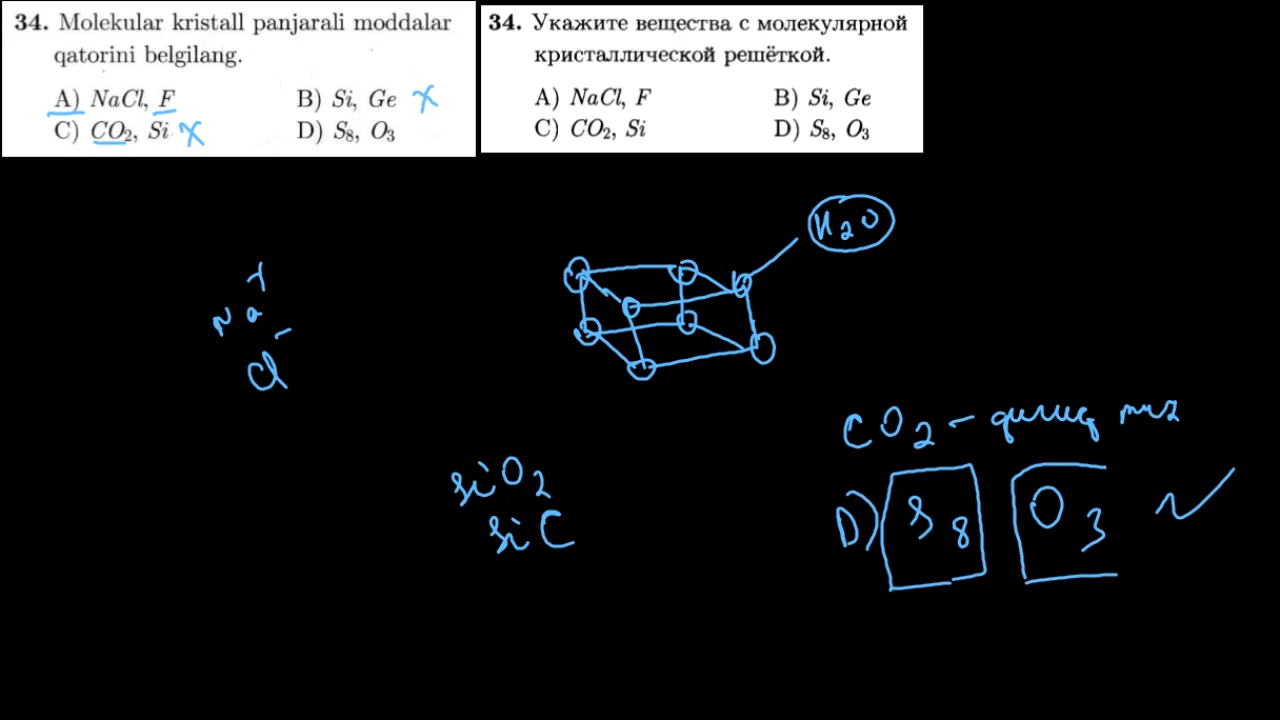 34. Molekular kristall panjarali moddalar
qatorini belgilang.
A) NaCl, F B) Si, Ge X
C) CO₂, Si X D) S₈, O₃
34. Укажите вещества с молекулярной
кристаллической решёткой.
A) NaCl, F B) Si, Ge
C) CO₂, Si D) S₈, O₃
H₂O
Na⁺
Cl⁻
CO₂ –
SiO₂
SiC
D) S₈ O₃